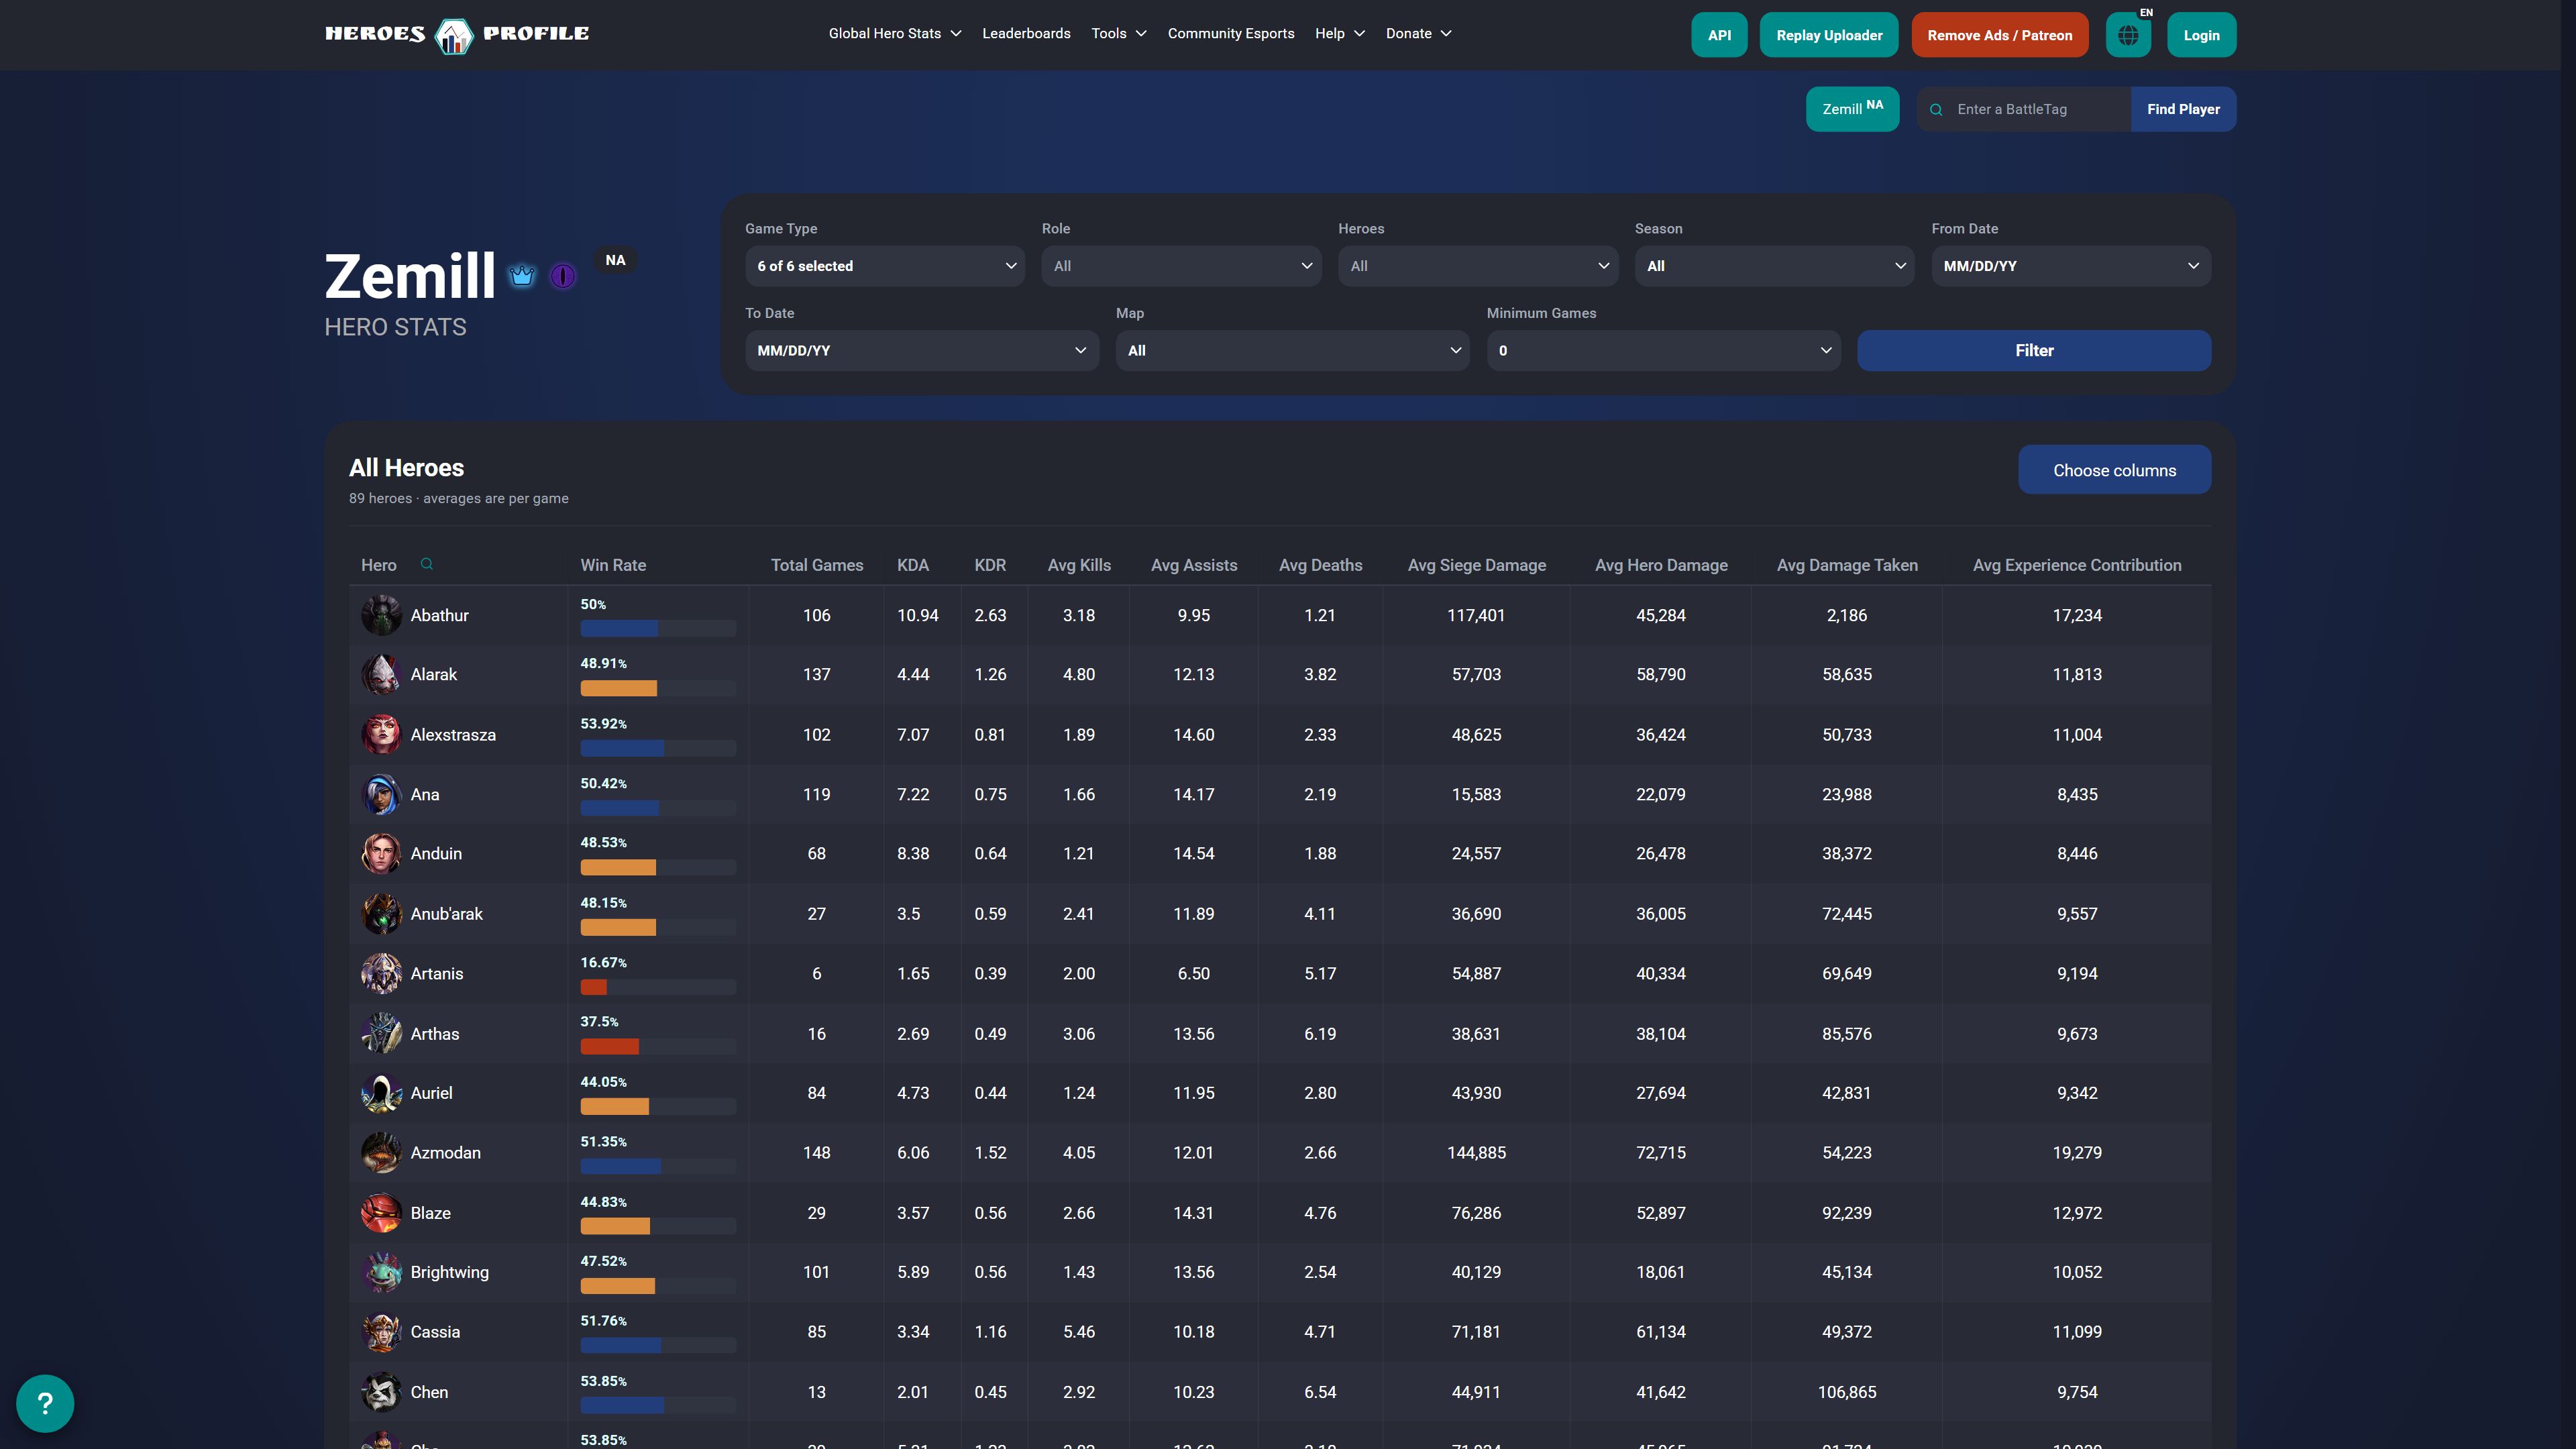 HEROES PROFILE
Global Hero Stats Leaderboards Tools Community Esports Help Donate
API Replay Uploader Remove Ads / Patreon EN Login
Zemill NA Enter a BattleTag Find Player
Zemill NA
HERO STATS
Game Type Role Heroes Season From Date
6 of 6 selected All All All MM/DD/YY
To Date Map Minimum Games
MM/DD/YY All 0 Filter
All Heroes
89 heroes · averages are per game
Choose columns
Hero Win Rate Total Games KDA KDR Avg Kills Avg Assists Avg Deaths Avg Siege Damage Avg Hero Damage Avg Damage Taken Avg Experience Contribution
Abathur 50% 106 10.94 2.63 3.18 9.95 1.21 117,401 45,284 2,186 17,234
Alarak 48.91% 137 4.44 1.26 4.80 12.13 3.82 57,703 58,790 58,635 11,813
Alexstrasza 53.92% 102 7.07 0.81 1.89 14.60 2.33 48,625 36,424 50,733 11,004
Ana 50.42% 119 7.22 0.75 1.66 14.17 2.19 15,583 22,079 23,988 8,435
Anduin 48.53% 68 8.38 0.64 1.21 14.54 1.88 24,557 26,478 38,372 8,446
Anub'arak 48.15% 27 3.5 0.59 2.41 11.89 4.11 36,690 36,005 72,445 9,557
Artanis 16.67% 6 1.65 0.39 2.00 6.50 5.17 54,887 40,334 69,649 9,194
Arthas 37.5% 16 2.69 0.49 3.06 13.56 6.19 38,631 38,104 85,576 9,673
Auriel 44.05% 84 4.73 0.44 1.24 11.95 2.80 43,930 27,694 42,831 9,342
Azmodan 51.35% 148 6.06 1.52 4.05 12.01 2.66 144,885 72,715 54,223 19,279
Blaze 44.83% 29 3.57 0.56 2.66 14.31 4.76 76,286 52,897 92,239 12,972
Brightwing 47.52% 101 5.89 0.56 1.43 13.56 2.54 40,129 18,061 45,134 10,052
Cassia 51.76% 85 3.34 1.16 5.46 10.18 4.71 71,181 61,134 49,372 11,099
Chen 53.85% 13 2.01 0.45 2.92 10.23 6.54 44,911 41,642 106,865 9,754
53.85%
?